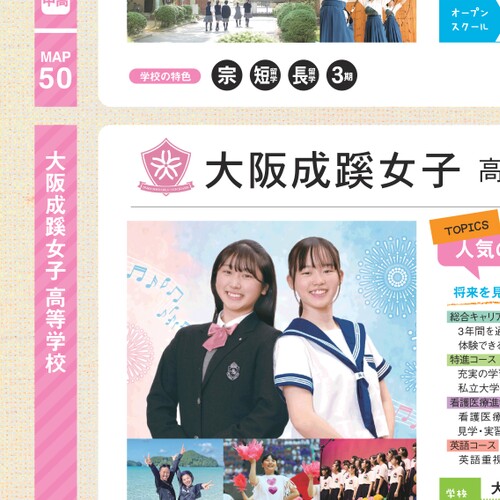 中高
MAP
50
オープン
スクール
学校の特色
宗
短 留学
長 留学
3期
大阪成蹊女子 高等学校
大阪成蹊女子 高
TOPICS
人気の
将来を見
総合キャリア
3年間を通
体験できる
特進コース
充実の学
私立大学
看護医療進
看護医療
見学・実習
英語コース
英語重視
学校